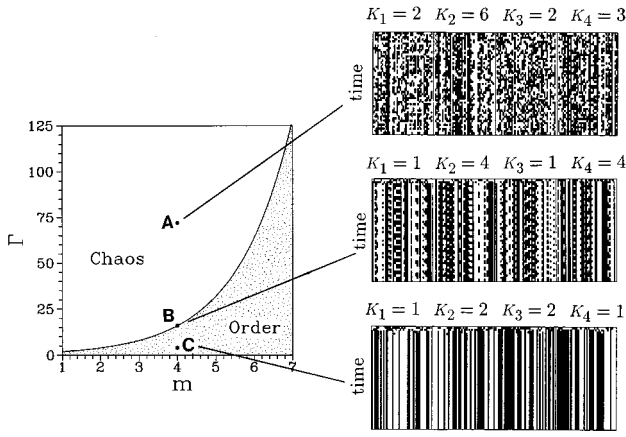 K₁ = 2 K₂ = 6 K₃ = 2 K₄ = 3
time
K₁ = 1 K₂ = 4 K₃ = 1 K₄ = 4
time
K₁ = 1 K₂ = 2 K₃ = 2 K₄ = 1
time
125
100
75
50
25
0
Γ
A
Chaos
B
Order
C
1 2 3 4 5 6 7
m